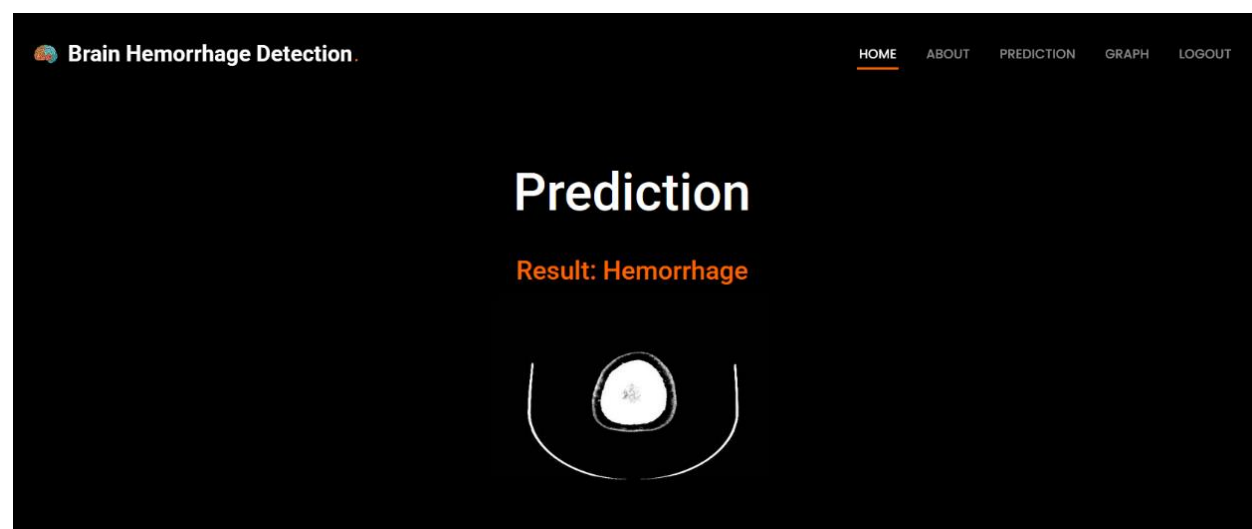 Brain Hemorrhage Detection.
HOME ABOUT PREDICTION GRAPH LOGOUT
Prediction
Result: Hemorrhage